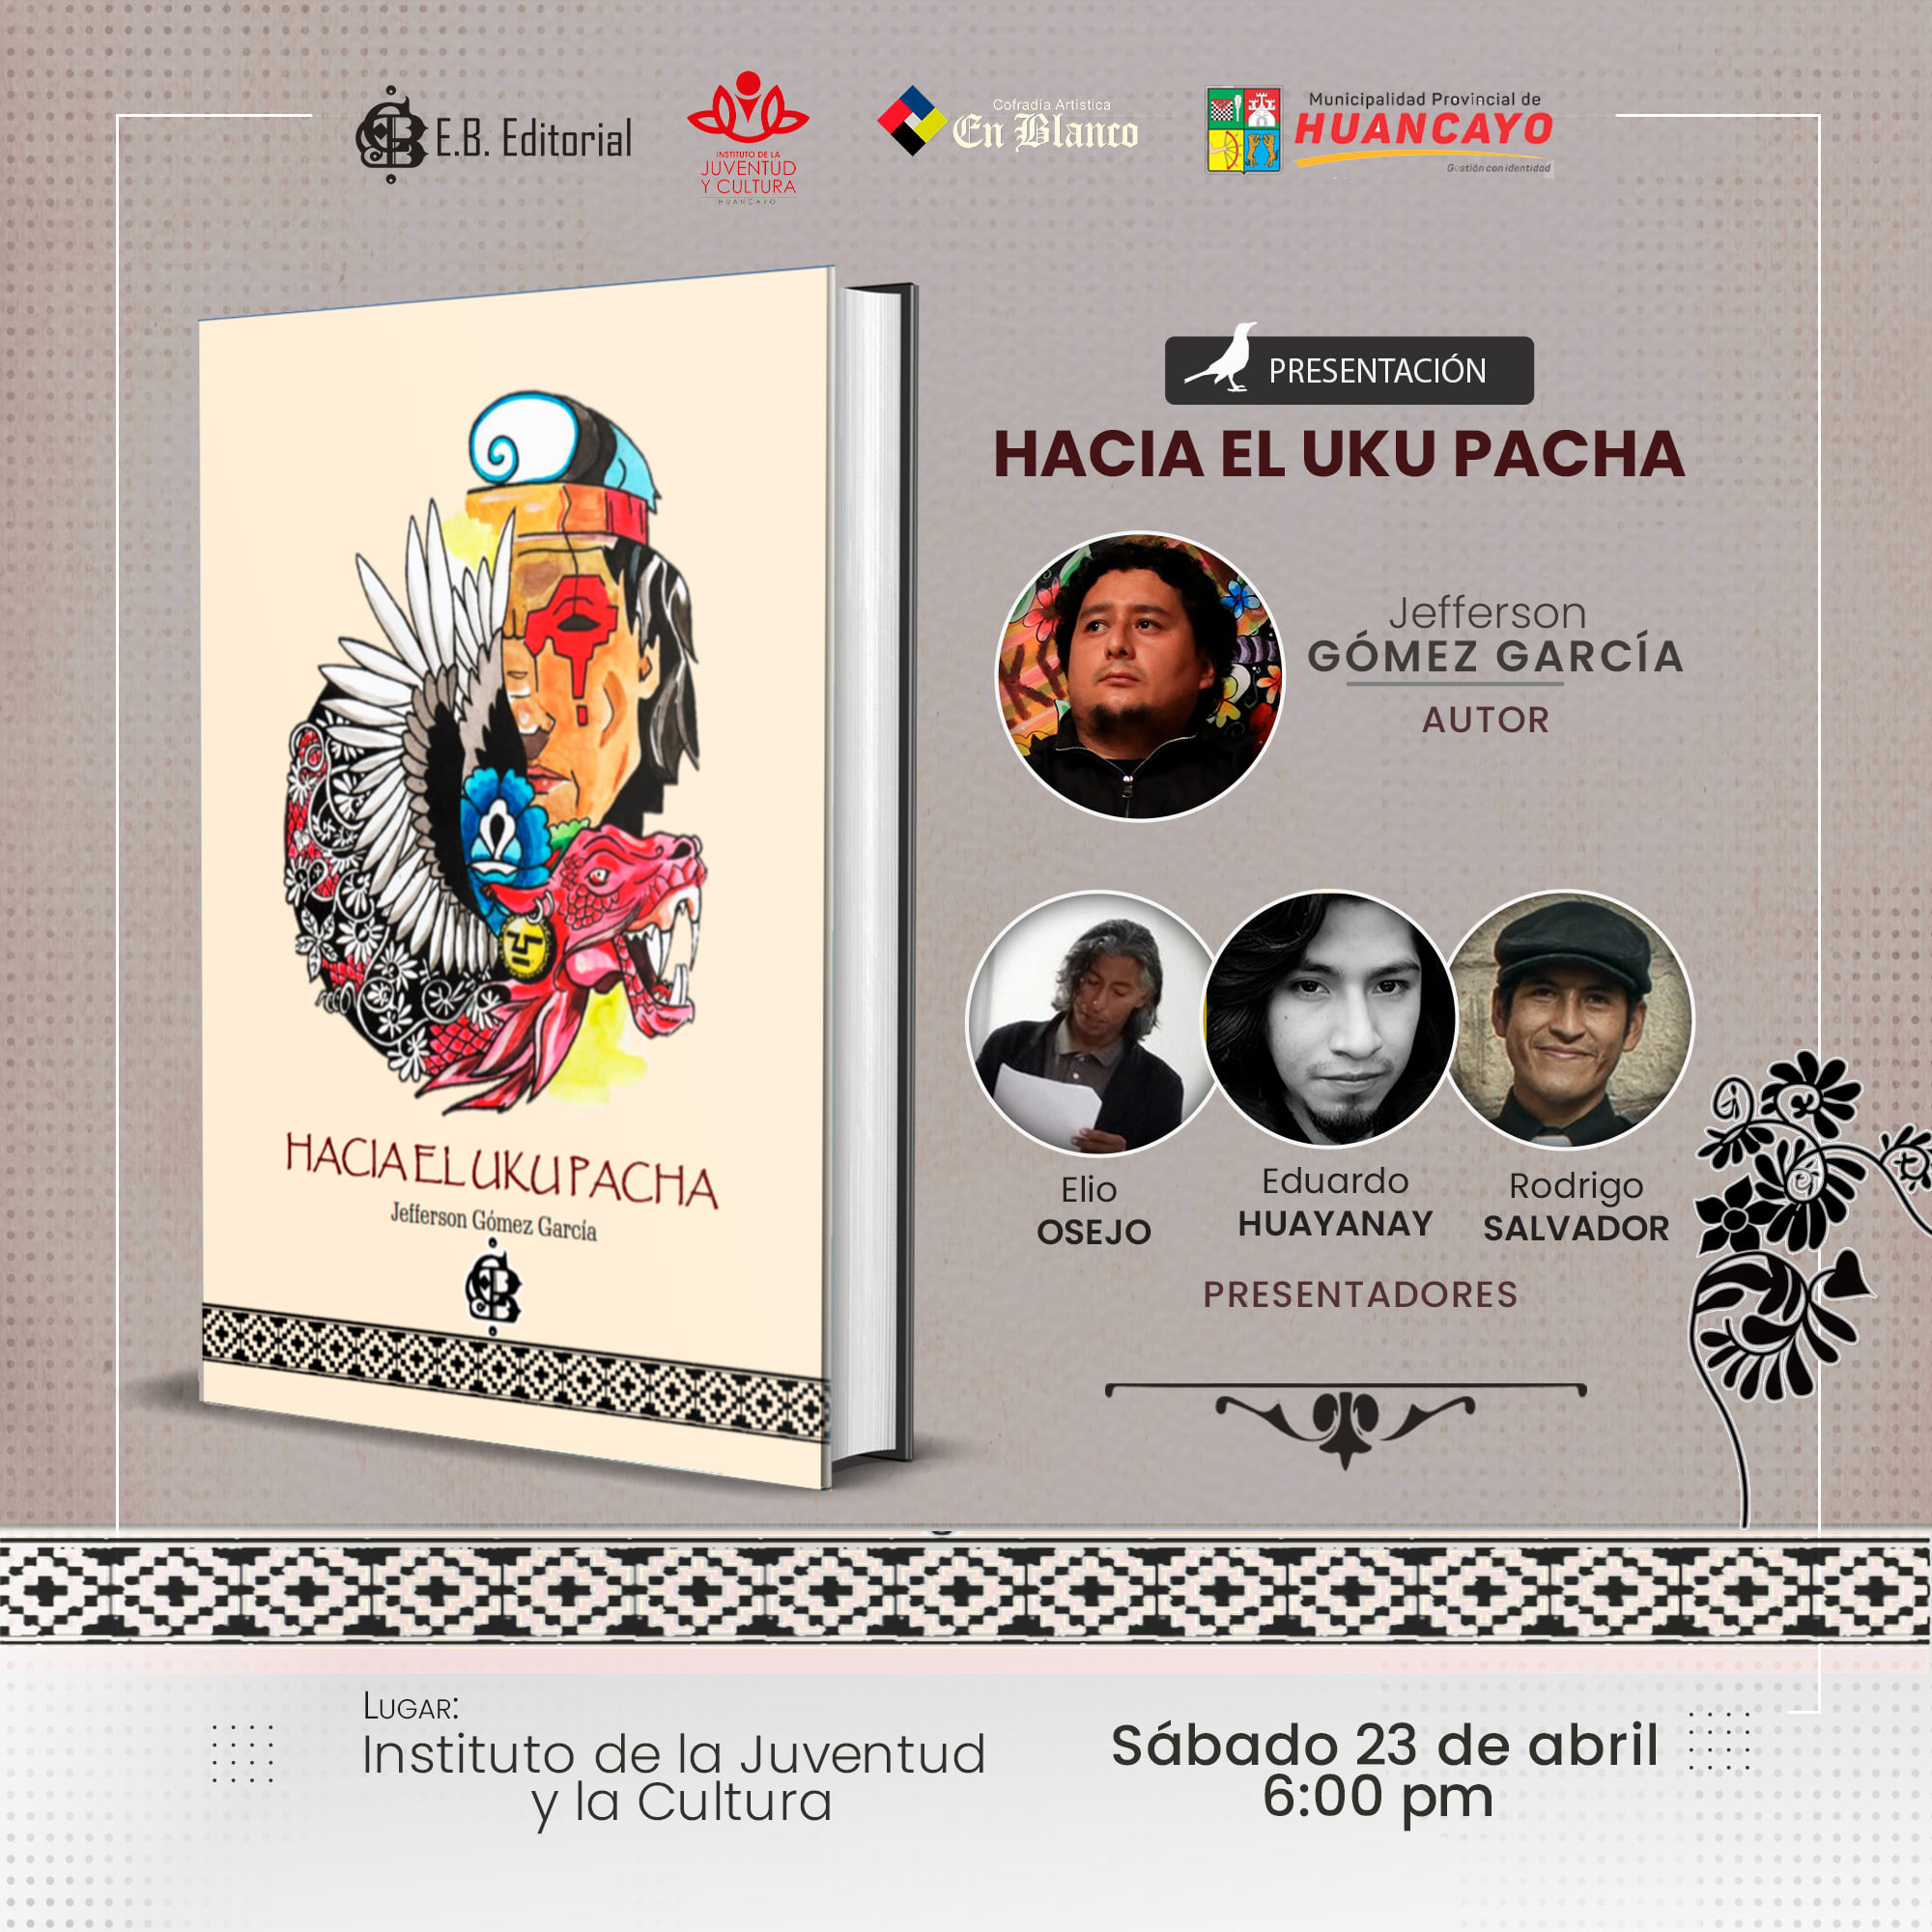 E.B. Editorial
INSTITUTO DE LA
JUVENTUD
Y CULTURA
HUANCAYO
Cofradía Artística
En Blanco
Municipalidad Provincial de
HUANCAYO
Gestión con identidad
PRESENTACIÓN
HACIA EL UKU PACHA
Jefferson
GÓMEZ GARCÍA
AUTOR
HACIA EL UKU PACHA
Jefferson Gómez García
Elio
OSEJO
Eduardo
HUAYANAY
Rodrigo
SALVADOR
PRESENTADORES
LUGAR:
Instituto de la Juventud
y la Cultura
Sábado 23 de abril
6:00 pm